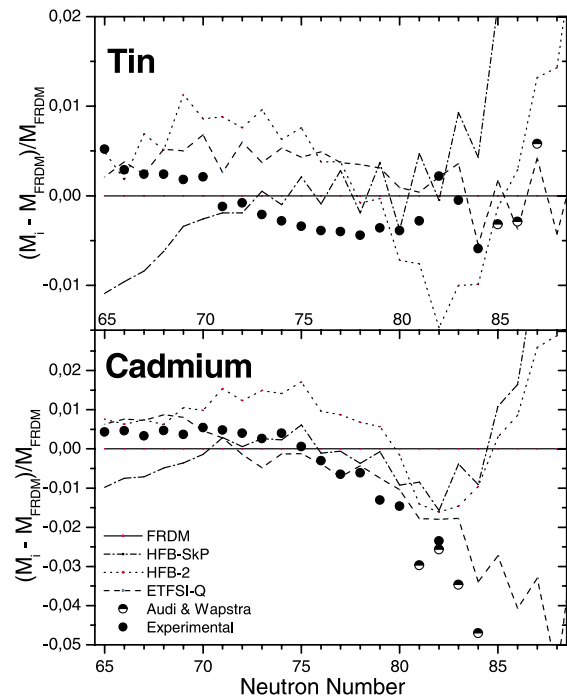 0,02
Tin
0,01
(Mᵢ - M_FRDM)/M_FRDM
0,00
-0,01
65 70 75 80 85
0,02
Cadmium
0,01
0,00
(Mᵢ - M_FRDM)/M_FRDM
-0,01
-0,02
-0,03
-0,04
-0,05
FRDM
HFB-SkP
HFB-2
ETFSI-Q
Audi & Wapstra
Experimental
65 70 75 80 85
Neutron Number